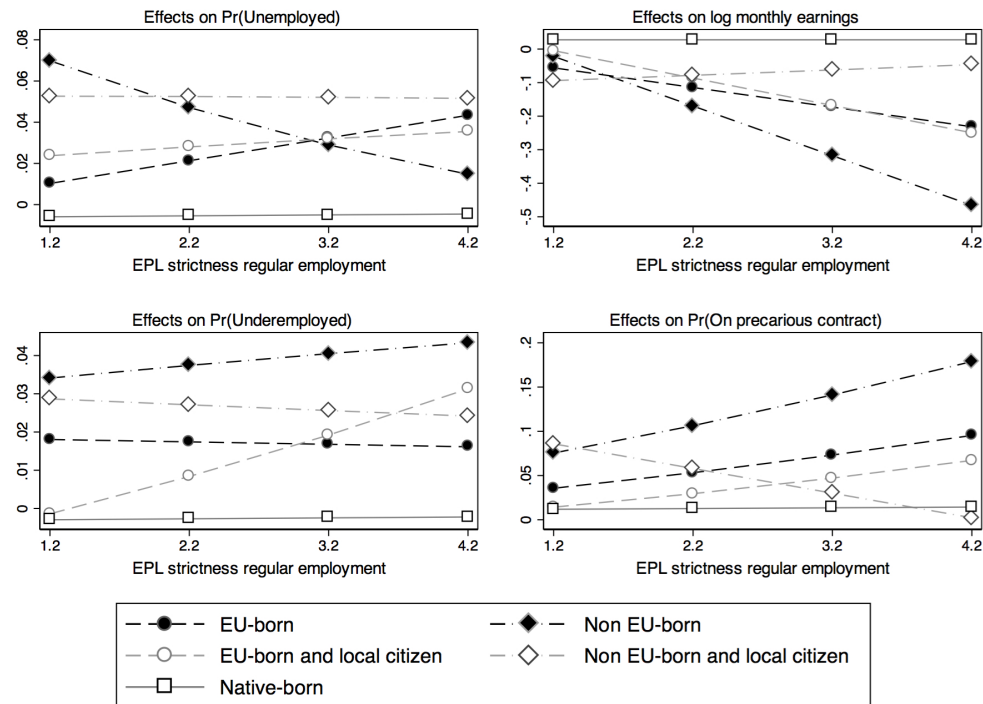 Effects on Pr(Unemployed)
.08
.06
.04
.02
0
1.2 2.2 3.2 4.2
EPL strictness regular employment
Effects on log monthly earnings
0
-.1
-.2
-.3
-.4
-.5
1.2 2.2 3.2 4.2
EPL strictness regular employment
Effects on Pr(Underemployed)
.04
.03
.02
.01
0
1.2 2.2 3.2 4.2
EPL strictness regular employment
Effects on Pr(On precarious contract)
.2
.15
.1
.05
0
1.2 2.2 3.2 4.2
EPL strictness regular employment
EU-born
Non EU-born
EU-born and local citizen
Non EU-born and local citizen
Native-born